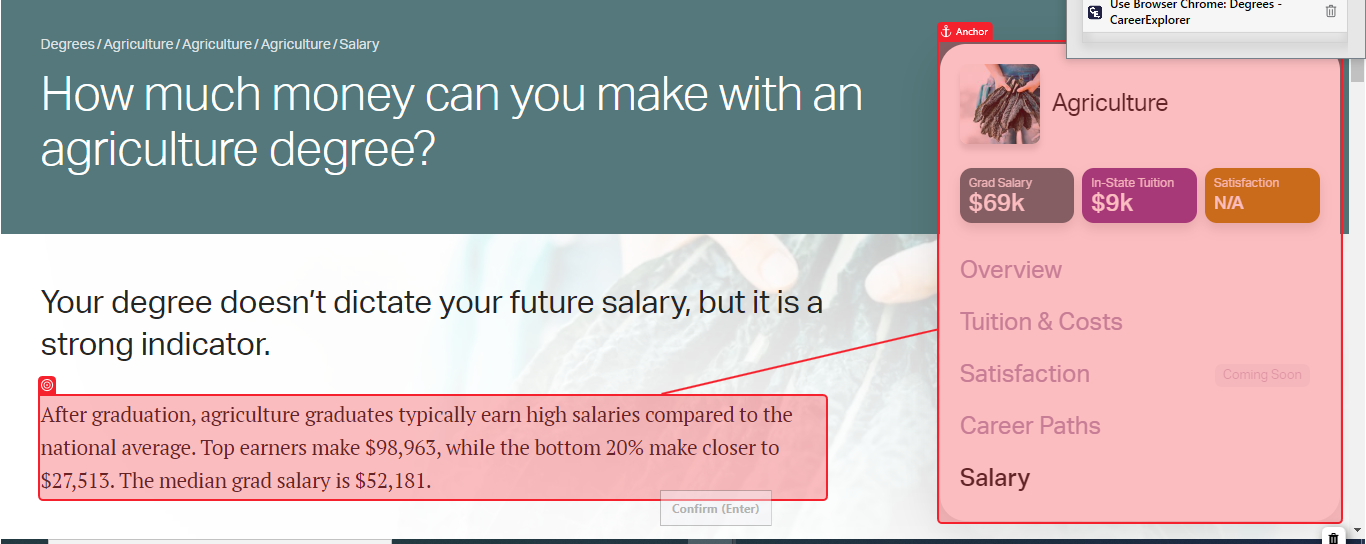 Use Browser Chrome: Degrees -
CareerExplorer
Degrees / Agriculture / Agriculture / Agriculture / Salary
How much money can you make with an
agriculture degree?
Anchor
Agriculture
Grad Salary
$69k
In-State Tuition
$9k
Satisfaction
N/A
Overview
Tuition & Costs
Satisfaction
Coming Soon
Career Paths
Salary
Your degree doesn’t dictate your future salary, but it is a
strong indicator.
After graduation, agriculture graduates typically earn high salaries compared to the
national average. Top earners make $98,963, while the bottom 20% make closer to
$27,513. The median grad salary is $52,181.
Confirm (Enter)